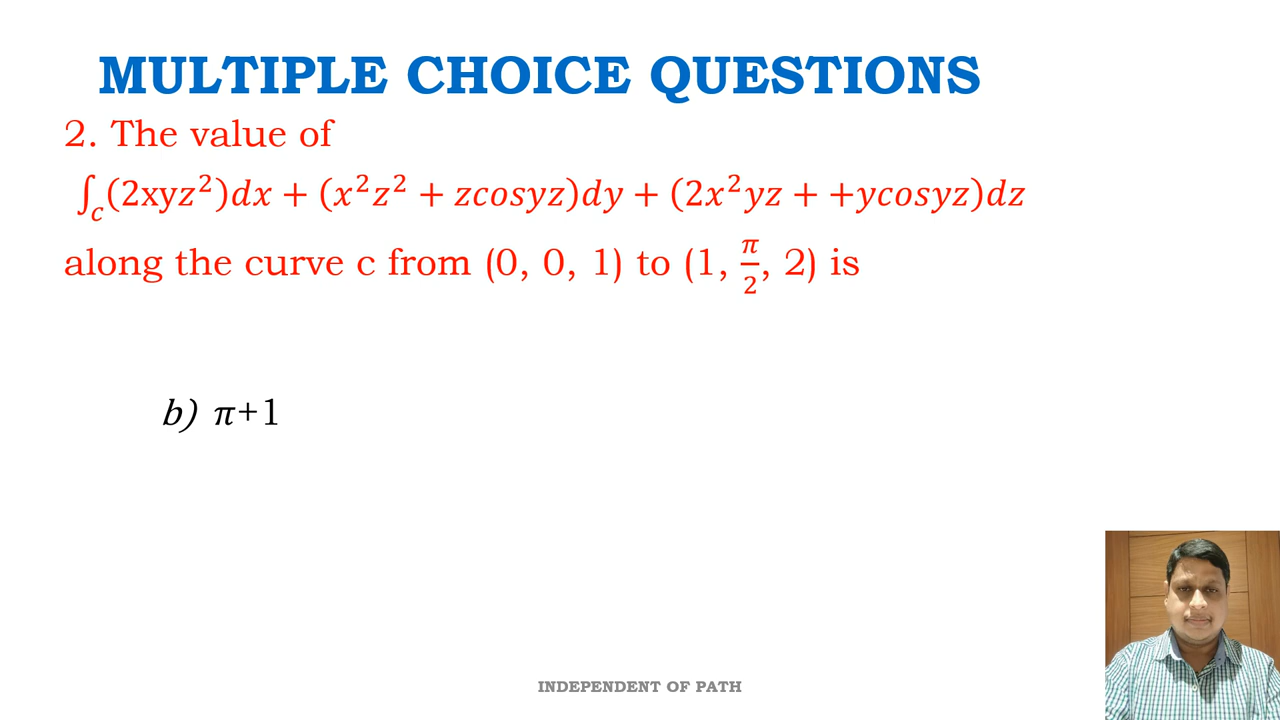 MULTIPLE CHOICE QUESTIONS
2. The value of
∫_c(2xyz²)dx + (x²z² + zcosyz)dy + (2x²yz + +ycosyz)dz
along the curve c from (0, 0, 1) to (1, π/2, 2) is
b) π+1
INDEPENDENT OF PATH